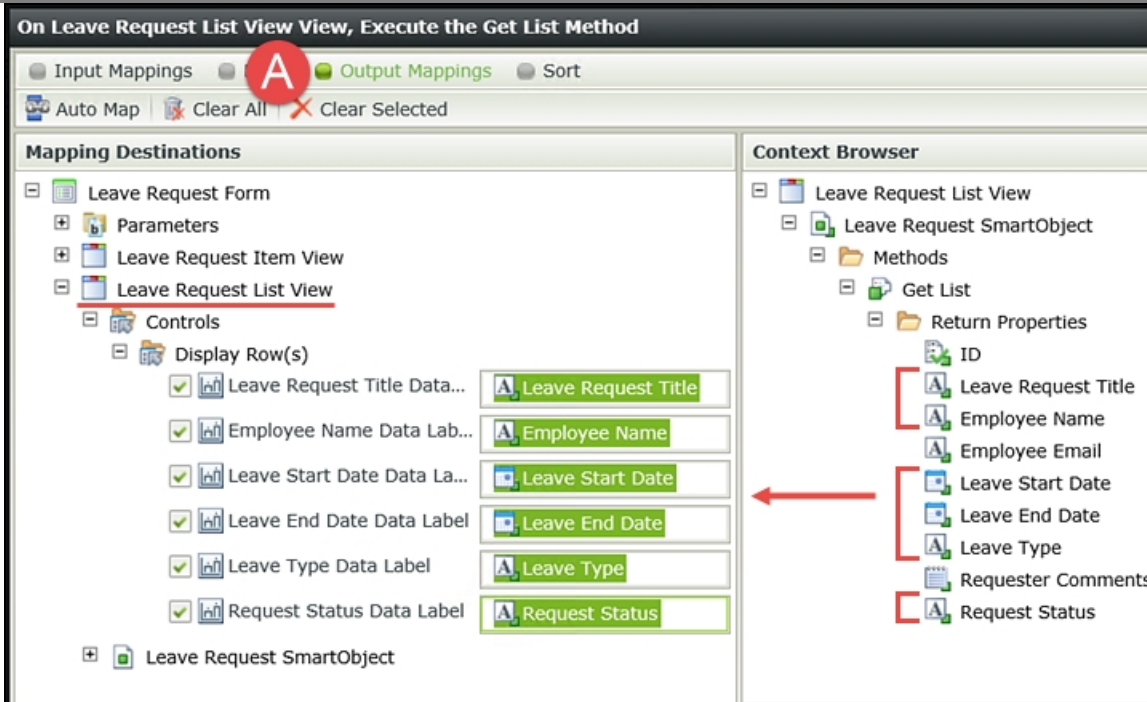 On Leave Request List View View, Execute the Get List Method
Input Mappings A Output Mappings Sort
Auto Map Clear All Clear Selected
Mapping Destinations
Leave Request Form
Parameters
Leave Request Item View
Leave Request List View
Controls
Display Row(s)
Leave Request Title Data... Leave Request Title
Employee Name Data Lab... Employee Name
Leave Start Date Data La... Leave Start Date
Leave End Date Data Label Leave End Date
Leave Type Data Label Leave Type
Request Status Data Label Request Status
Leave Request SmartObject
Context Browser
Leave Request List View
Leave Request SmartObject
Methods
Get List
Return Properties
ID
Leave Request Title
Employee Name
Employee Email
Leave Start Date
Leave End Date
Leave Type
Requester Comments
Request Status